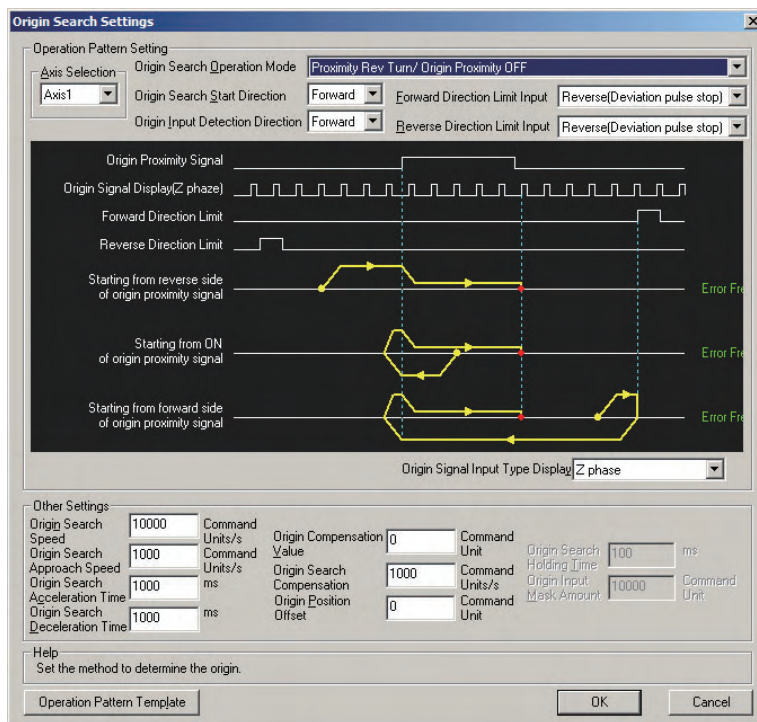 Origin Search Settings
Operation Pattern Setting
Axis Selection
Axis1
Origin Search Operation Mode
Proximity Rev Turn/ Origin Proximity OFF
Origin Search Start Direction
Forward
Forward Direction Limit Input
Reverse(Deviation pulse stop)
Origin Input Detection Direction
Forward
Reverse Direction Limit Input
Reverse(Deviation pulse stop)
Origin Proximity Signal
Origin Signal Display(Z phaze)
Forward Direction Limit
Reverse Direction Limit
Starting from reverse side
of origin proximity signal
Error Fre
Starting from ON
of origin proximity signal
Error Fre
Starting from forward side
of origin proximity signal
Error Fre
Origin Signal Input Type Display
Z phase
Other Settings
Origin Search
Speed
10000
Command
Units/s
Origin Search
Approach Speed
1000
Command
Units/s
Origin Search
Acceleration Time
1000
ms
Origin Search
Deceleration Time
1000
ms
Origin Compensation
Value
0
Command
Unit
Origin Search
Compensation
1000
Command
Units/s
Origin Position
Offset
0
Command
Unit
Origin Search
Holding Time
100
ms
Origin Input
Mask Amount
10000
Command
Unit
Help
Set the method to determine the origin.
Operation Pattern Template
OK
Cancel